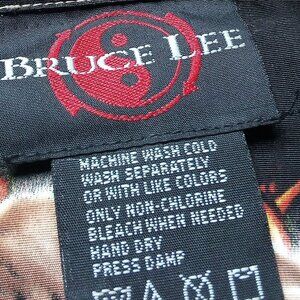 BRUCE LEE
MACHINE WASH COLD
WASH SEPARATELY
OR WITH LIKE COLORS
ONLY NON-CHLORINE
BLEACH WHEN NEEDED
HAND DRY
PRESS DAMP